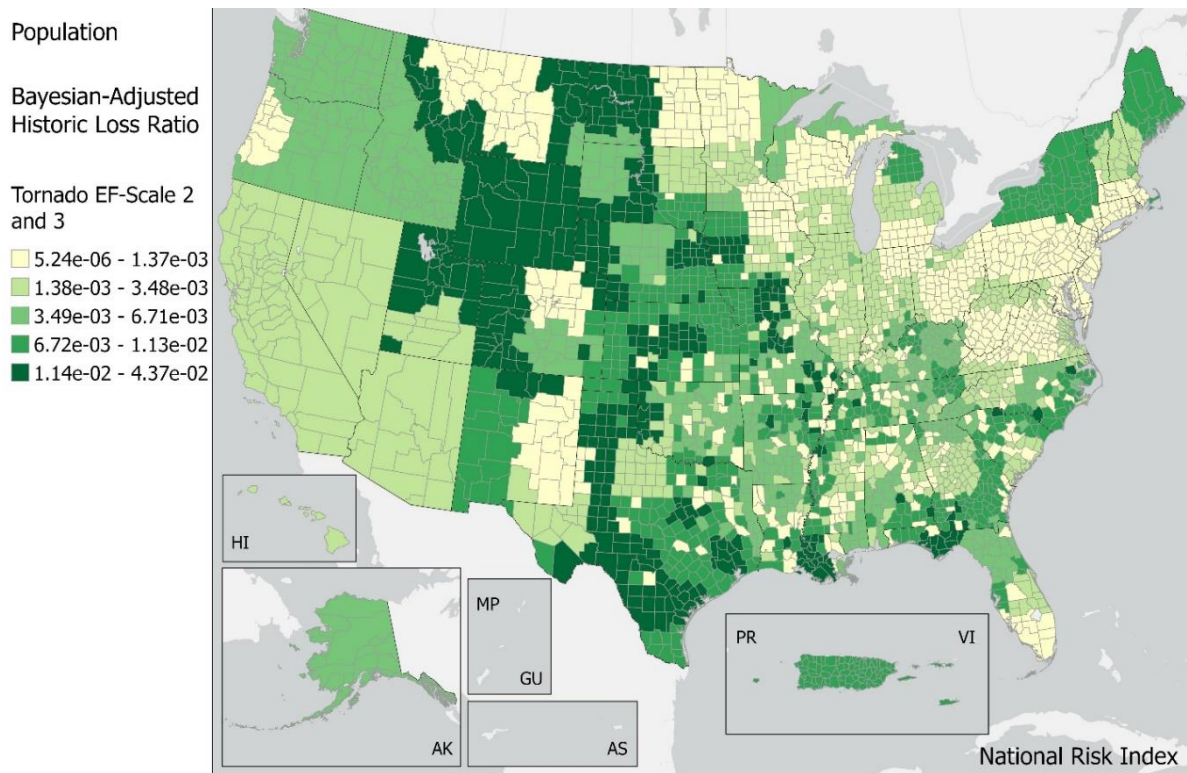 Population
Bayesian-Adjusted
Historic Loss Ratio
Tornado EF-Scale 2
and 3
5.24e-06 - 1.37e-03
1.38e-03 - 3.48e-03
3.49e-03 - 6.71e-03
6.72e-03 - 1.13e-02
1.14e-02 - 4.37e-02
HI
AK
MP
GU
AS
PR VI
National Risk Index